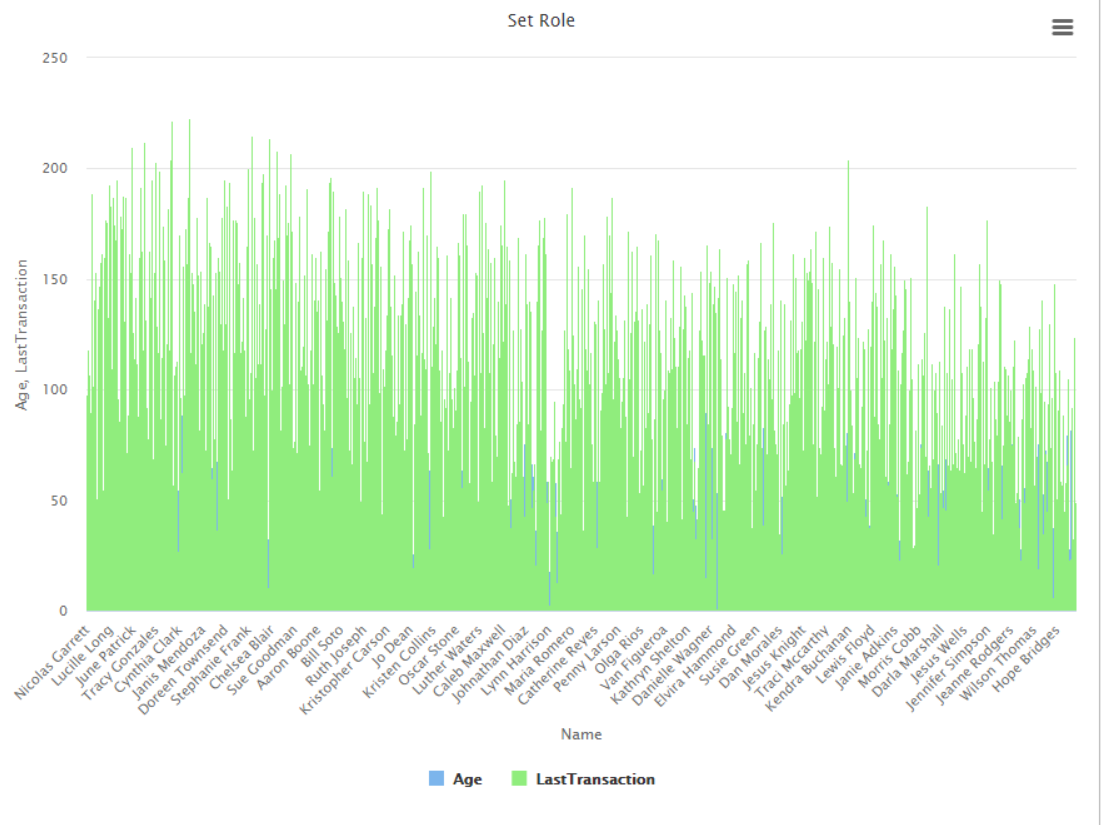 Set Role
250
200
150
100
50
0
Age, LastTransaction
Nicolas Garrett
Lucille Long
June Patrick
Tracy Gonzales
Cynthia Clark
Janis Mendoza
Doreen Townsend
Stephanie Frank
Chelsea Blair
Sue Goodman
Aaron Boone
Bill Soto
Ruth Joseph
Kristopher Carson
Jo Dean
Kristen Collins
Oscar Stone
Luther Waters
Caleb Maxwell
Johnathan Diaz
Lynn Harrison
Maria Romero
Catherine Reyes
Penny Larson
Olga Rios
Van Figueroa
Kathryn Shelton
Danielle Wagner
Elvira Hammond
Susie Green
Dan Morales
Jesus Knight
Traci McCarthy
Kendra Buchanan
Lewis Floyd
Janie Adkins
Morris Cobb
Darla Marshall
Jesus Wells
Jennifer Simpson
Jeanne Rodgers
Wilson Thomas
Hope Bridges
Name
Age
LastTransaction